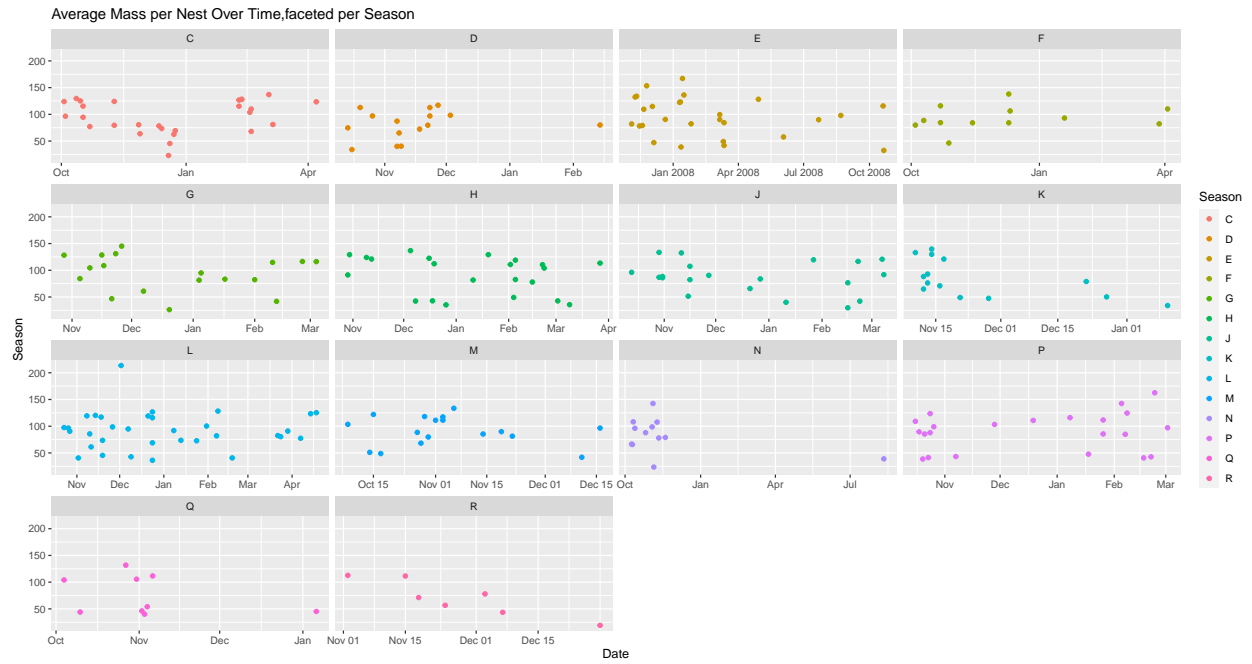 Average Mass per Nest Over Time,faceted per Season
C D E F
200
150
100
50
Oct Jan Apr Nov Dec Jan Feb Jan 2008 Apr 2008 Jul 2008 Oct 2008 Oct Jan Apr
G H J K
200
150
100
50
Nov Dec Jan Feb Mar Nov Dec Jan Feb Mar Apr Nov Dec Jan Feb Mar Nov 15 Dec 01 Dec 15 Jan 01
L M N P
200
150
100
50
Nov Dec Jan Feb Mar Apr Oct 15 Nov 01 Nov 15 Dec 01 Dec 15 Oct Jan Apr Jul Nov Dec Jan Feb Mar
Q R
200
150
100
50
Oct Nov Dec Jan Nov 01 Nov 15 Dec 01 Dec 15
Season
Date
Season
C
D
E
F
G
H
J
K
L
M
N
P
Q
R